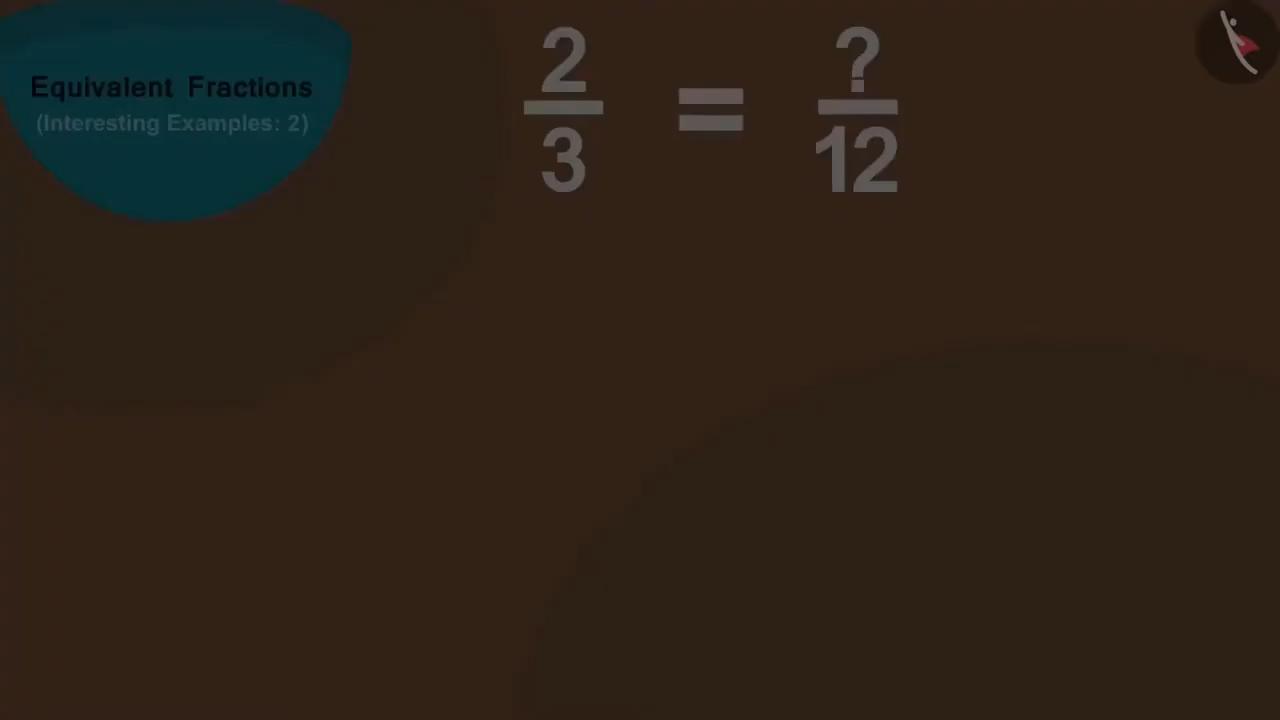 Equivalent Fractions
(Interesting Examples: 2)
2
3
=
?
12